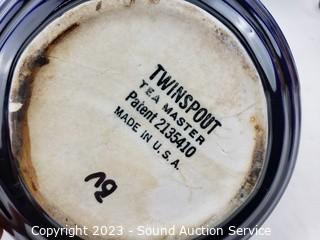 TWINSPOUT
TEA MASTER
Patent 2135410
MADE IN U.S.A.
Copyright 2023 - Sound Auction Service